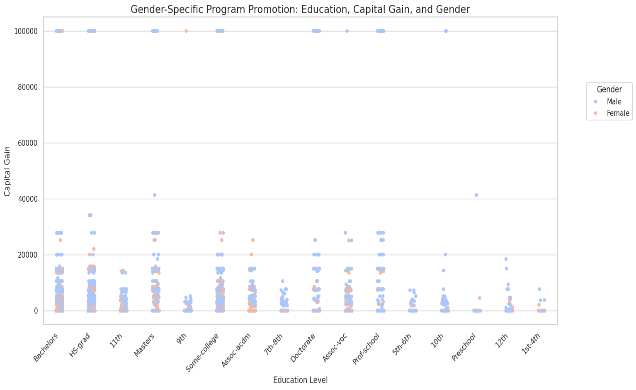 Gender-Specific Program Promotion: Education, Capital Gain, and Gender
100000
80000
60000
40000
20000
0
Capital Gain
Gender
Male
Female
Bachelors
HS-grad
11th
Masters
9th
Some-college
Assoc-acdm
7th-8th
Doctorate
Assoc-voc
Prof-school
5th-6th
10th
Preschool
12th
1st-4th
Education Level